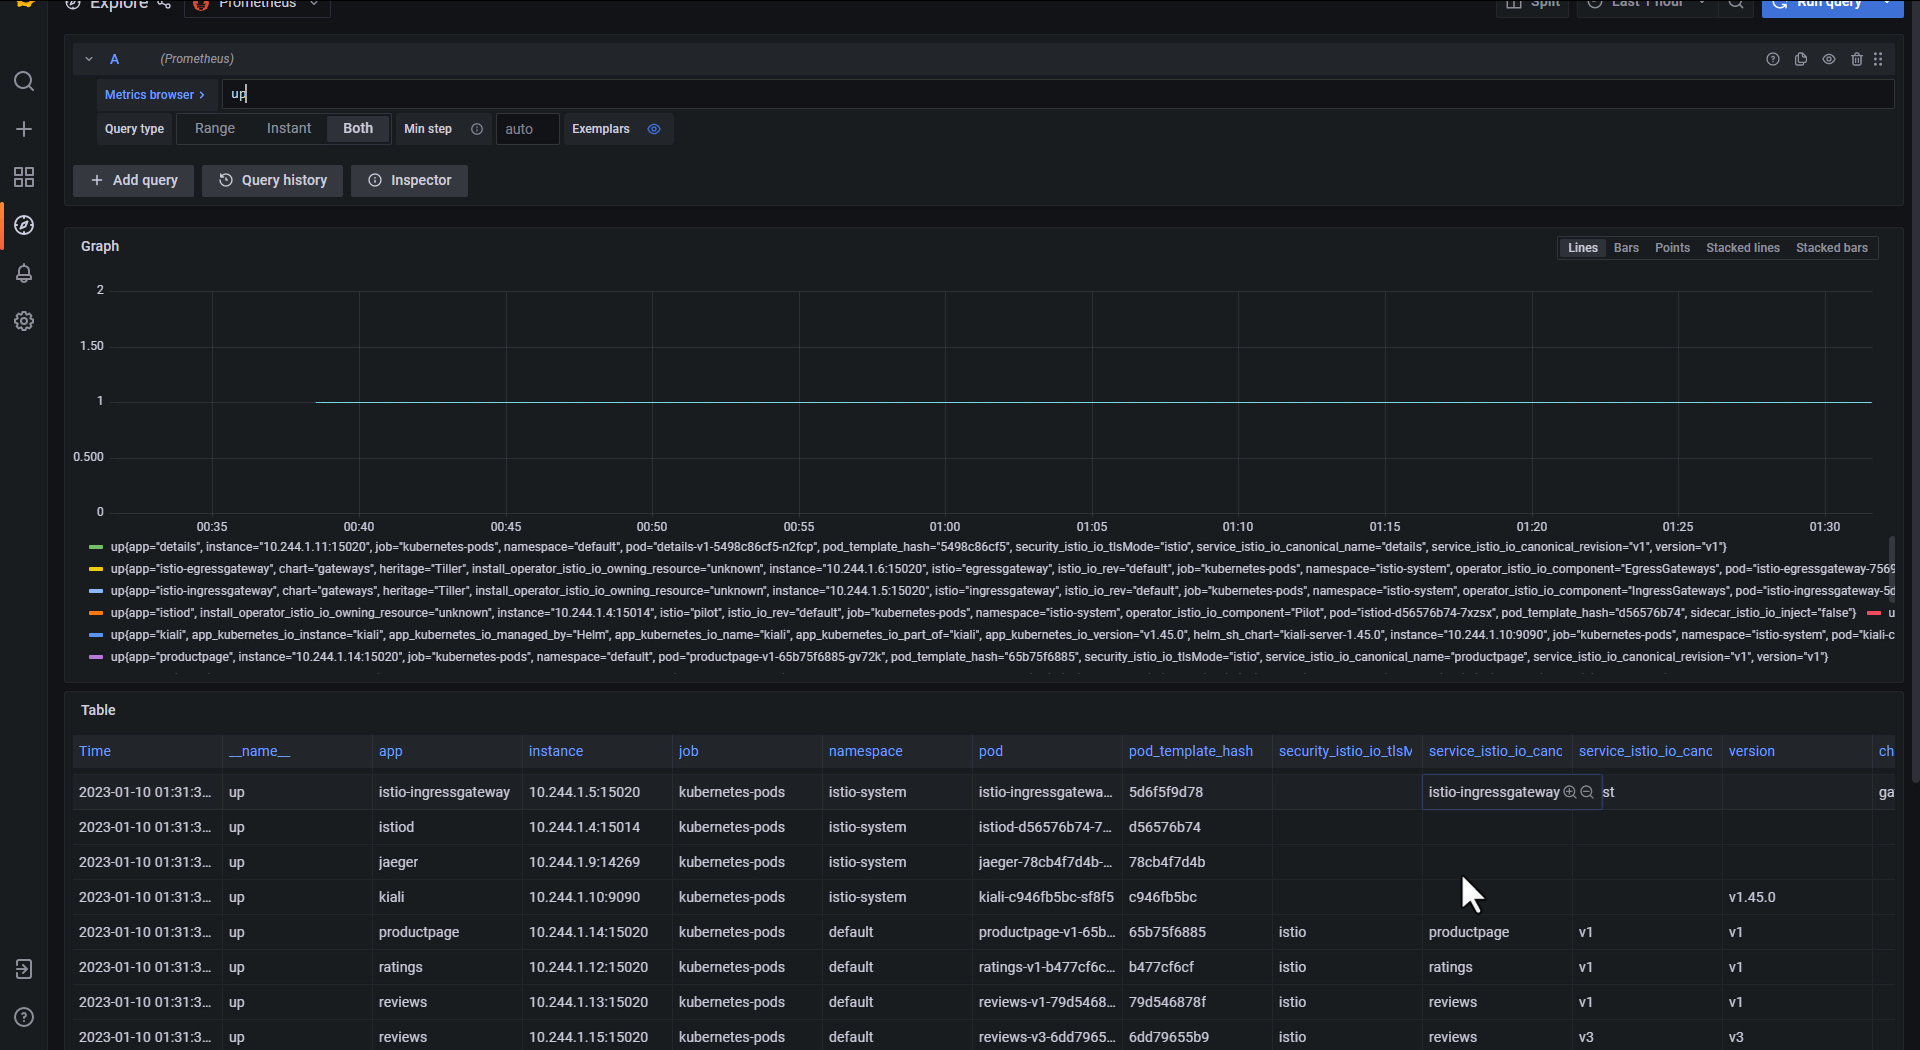 Explore Prometheus Split Last 1 hour Run query
A (Prometheus)
Metrics browser > up
Query type Range Instant Both Min step auto Exemplars
+ Add query Query history Inspector
Graph Lines Bars Points Stacked lines Stacked bars
2
1.50
1
0.500
0
00:35 00:40 00:45 00:50 00:55 01:00 01:05 01:10 01:15 01:20 01:25 01:30
up{app="details", instance="10.244.1.11:15020", job="kubernetes-pods", namespace="default", pod="details-v1-5498c86cf5-n2fcp", pod_template_hash="5498c86cf5", security_istio_io_tlsMode="istio", service_istio_io_canonical_name="details", service_istio_io_canonical_revision="v1", version="v1"}
up{app="istio-egressgateway", chart="gateways", heritage="Tiller", install_operator_istio_io_owning_resource="unknown", instance="10.244.1.6:15020", istio="egressgateway", istio_io_rev="default", job="kubernetes-pods", namespace="istio-system", operator_istio_io_component="EgressGateways", pod="istio-egressgateway-7569
up{app="istio-ingressgateway", chart="gateways", heritage="Tiller", install_operator_istio_io_owning_resource="unknown", instance="10.244.1.5:15020", istio="ingressgateway", istio_io_rev="default", job="kubernetes-pods", namespace="istio-system", operator_istio_io_component="IngressGateways", pod="istio-ingressgateway-5d
up{app="istiod", install_operator_istio_io_owning_resource="unknown", instance="10.244.1.4:15014", istio="pilot", istio_io_rev="default", job="kubernetes-pods", namespace="istio-system", operator_istio_io_component="Pilot", pod="istiod-d56576b74-7xzsx", pod_template_hash="d56576b74", sidecar_istio_io_inject="false"} u
up{app="kiali", app_kubernetes_io_instance="kiali", app_kubernetes_io_managed_by="Helm", app_kubernetes_io_name="kiali", app_kubernetes_io_part_of="kiali", app_kubernetes_io_version="v1.45.0", helm_sh_chart="kiali-server-1.45.0", instance="10.244.1.10:9090", job="kubernetes-pods", namespace="istio-system", pod="kiali-c
up{app="productpage", instance="10.244.1.14:15020", job="kubernetes-pods", namespace="default", pod="productpage-v1-65b75f6885-gv72k", pod_template_hash="65b75f6885", security_istio_io_tlsMode="istio", service_istio_io_canonical_name="productpage", service_istio_io_canonical_revision="v1", version="v1"}
Table
Time __name__ app instance job namespace pod pod_template_hash security_istio_io_tlsM service_istio_io_canc service_istio_io_canc version ch
2023-01-10 01:31:3... up istio-ingressgateway 10.244.1.5:15020 kubernetes-pods istio-system istio-ingressgatewa... 5d6f5f9d78 istio-ingressgateway st ga
2023-01-10 01:31:3... up istiod 10.244.1.4:15014 kubernetes-pods istio-system istiod-d56576b74-7... d56576b74
2023-01-10 01:31:3... up jaeger 10.244.1.9:14269 kubernetes-pods istio-system jaeger-78cb4f7d4b-... 78cb4f7d4b
2023-01-10 01:31:3... up kiali 10.244.1.10:9090 kubernetes-pods istio-system kiali-c946fb5bc-sf8f5 c946fb5bc v1.45.0
2023-01-10 01:31:3... up productpage 10.244.1.14:15020 kubernetes-pods default productpage-v1-65b... 65b75f6885 istio productpage v1 v1
2023-01-10 01:31:3... up ratings 10.244.1.12:15020 kubernetes-pods default ratings-v1-b477cf6c... b477cf6cf istio ratings v1 v1
2023-01-10 01:31:3... up reviews 10.244.1.13:15020 kubernetes-pods default reviews-v1-79d5468... 79d546878f istio reviews v1 v1
2023-01-10 01:31:3... up reviews 10.244.1.15:15020 kubernetes-pods default reviews-v3-6dd7965... 6dd79655b9 istio reviews v3 v3